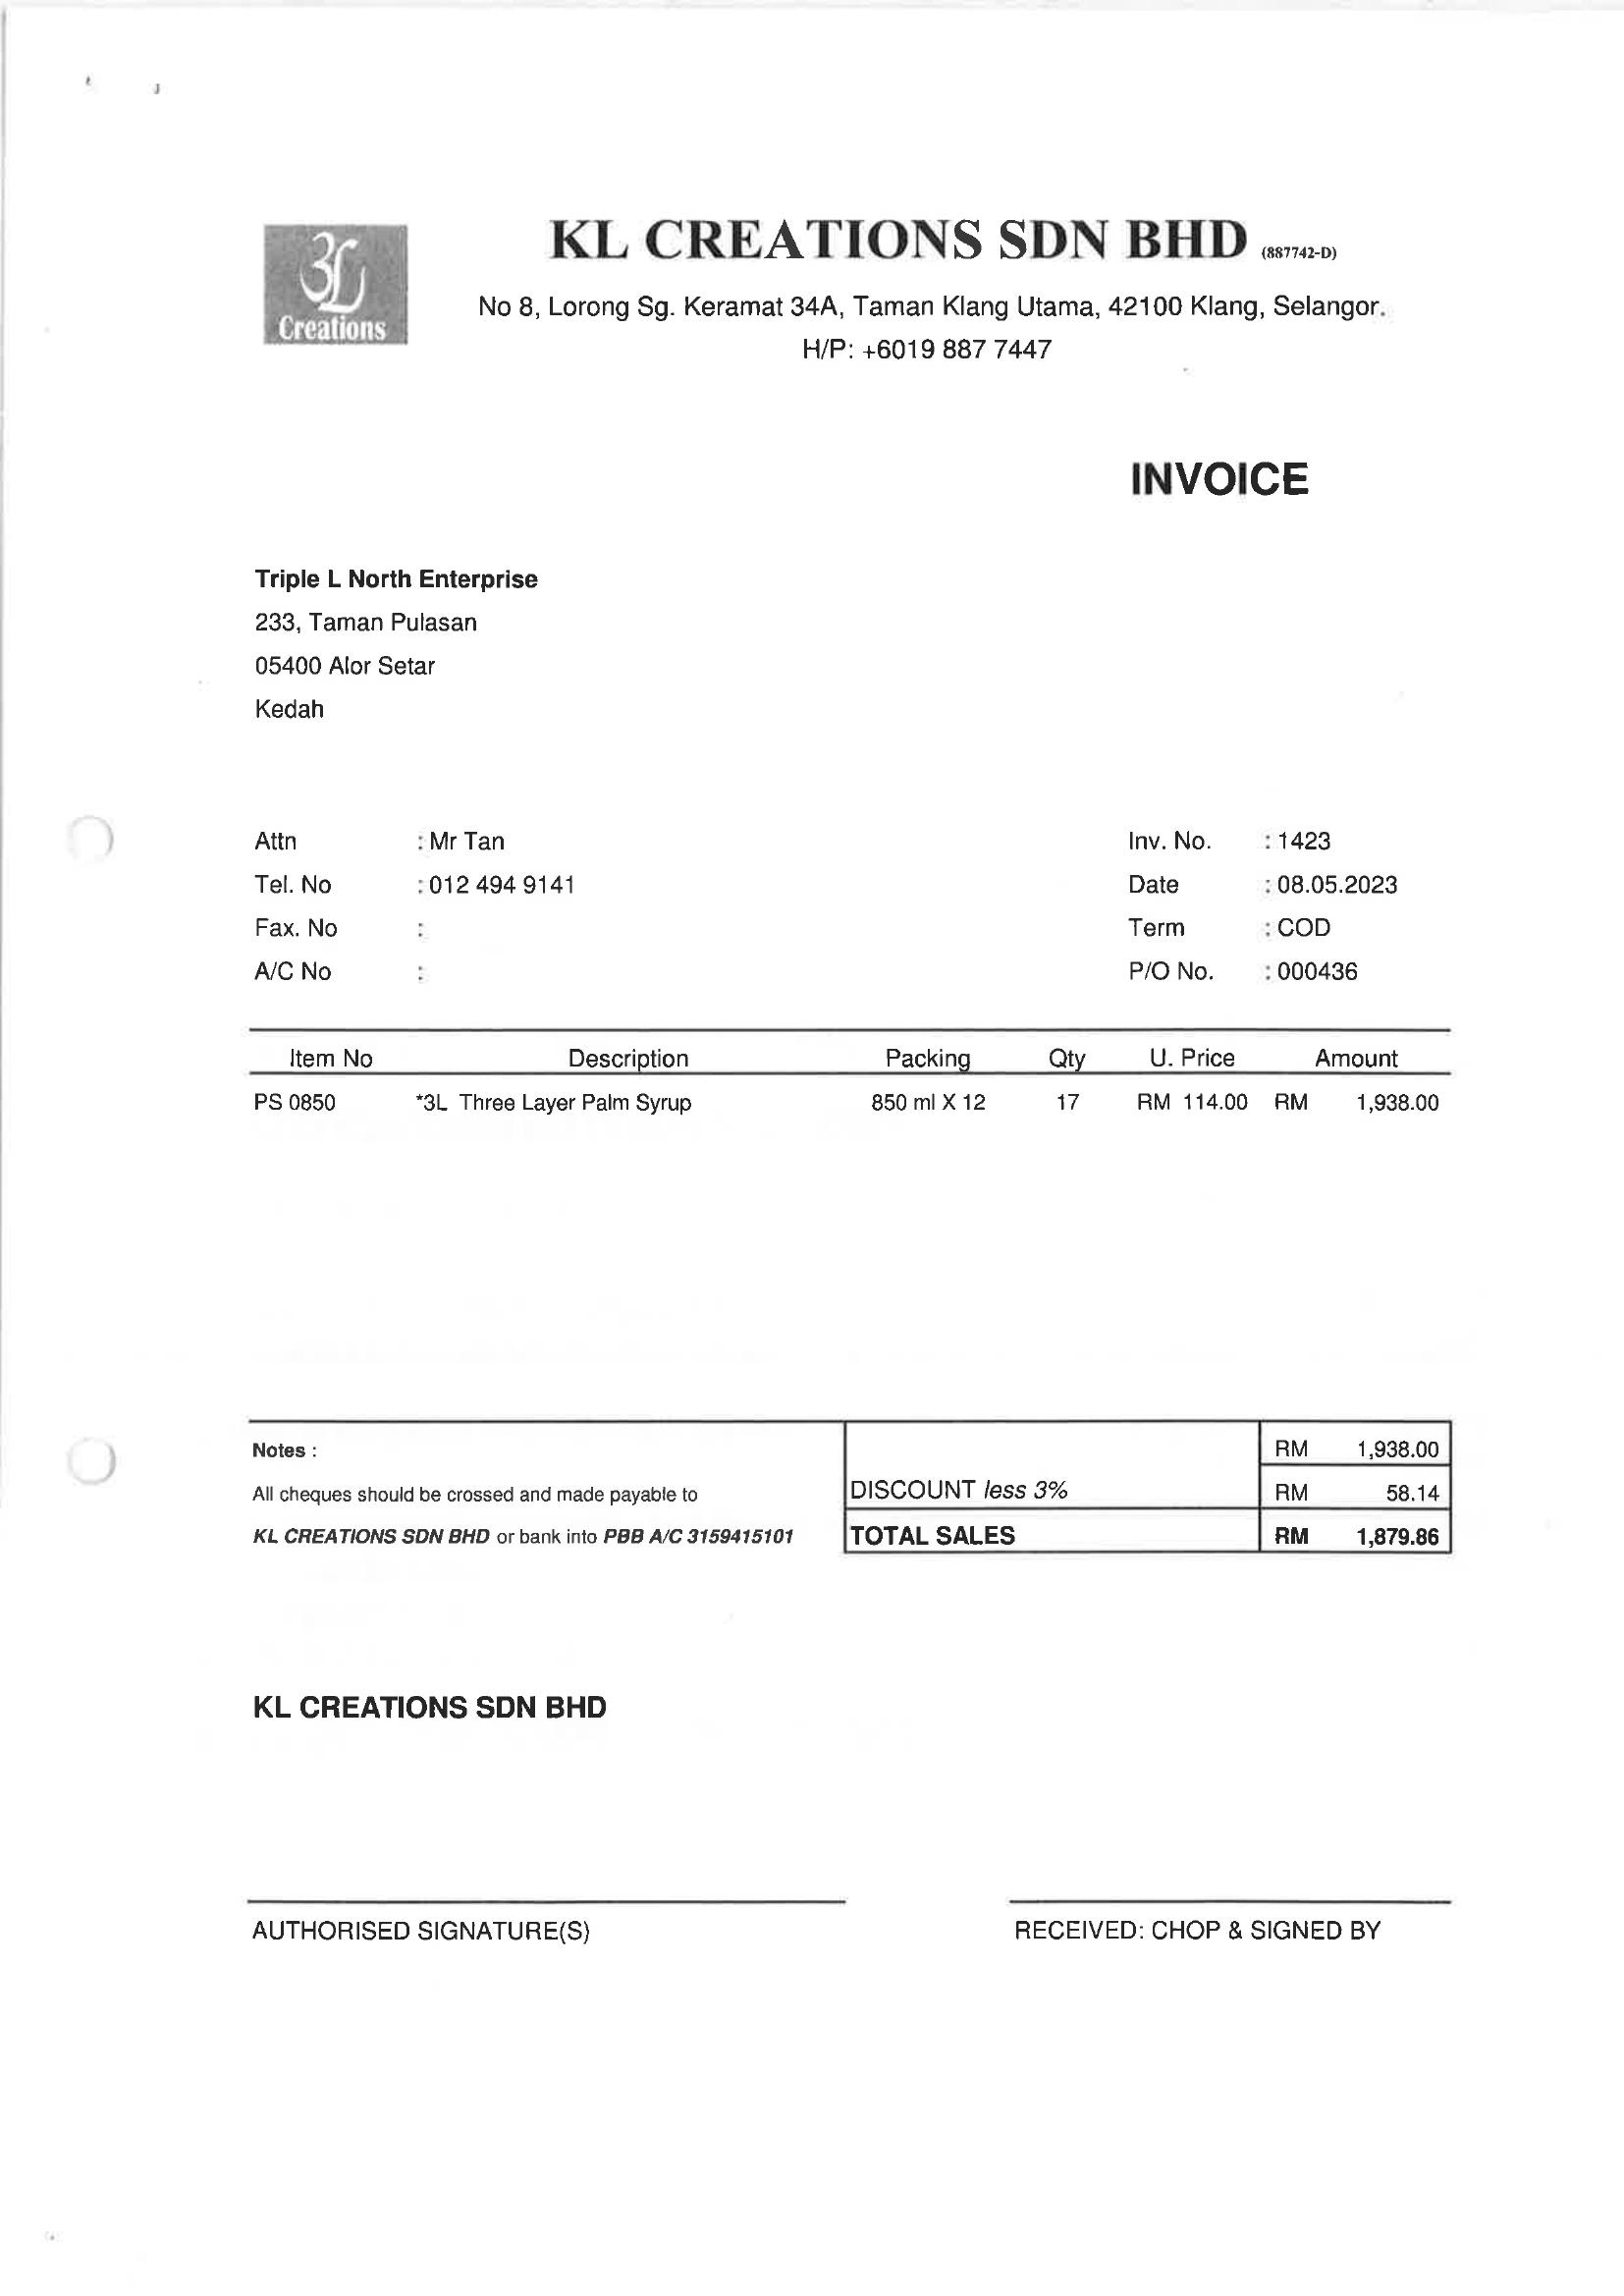 3L
Creations
KL CREATIONS SDN BHD (887742-D)
No 8, Lorong Sg. Keramat 34A, Taman Klang Utama, 42100 Klang, Selangor.
H/P: +6019 887 7447
INVOICE
Triple L North Enterprise
233, Taman Pulasan
05400 Alor Setar
Kedah
Attn : Mr Tan Inv. No. : 1423
Tel. No : 012 494 9141 Date : 08.05.2023
Fax. No : Term : COD
A/C No : P/O No. : 000436
Item No Description Packing Qty U. Price Amount
PS 0850 *3L Three Layer Palm Syrup 850 ml X 12 17 RM 114.00 RM 1,938.00
Notes : RM 1,938.00
All cheques should be crossed and made payable to DISCOUNT less 3% RM 58.14
KL CREATIONS SDN BHD or bank into PBB A/C 3159415101 TOTAL SALES RM 1,879.86
KL CREATIONS SDN BHD
AUTHORISED SIGNATURE(S) RECEIVED: CHOP & SIGNED BY